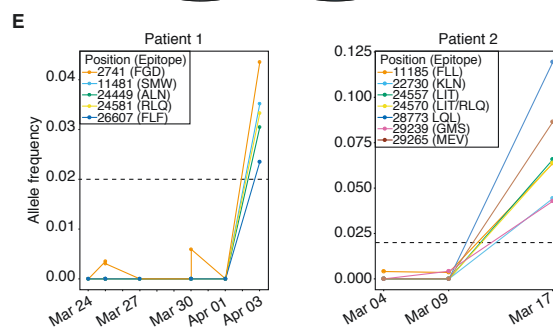 E
Patient 1
Allele frequency
0.04
0.03
0.02
0.01
0.00
Position (Epitope)
2741 (FGD)
11481 (SMW)
24449 (ALN)
24581 (RLQ)
26607 (FLF)
Mar 24
Mar 27
Mar 30
Apr 01
Apr 03
Patient 2
0.125
0.100
0.075
0.050
0.025
0.000
Position (Epitope)
11185 (FLL)
22730 (KLN)
24557 (LIT)
24570 (LIT/RLQ)
28773 LQL)
29239 (GMS)
29265 (MEV)
Mar 04
Mar 09
Mar 17